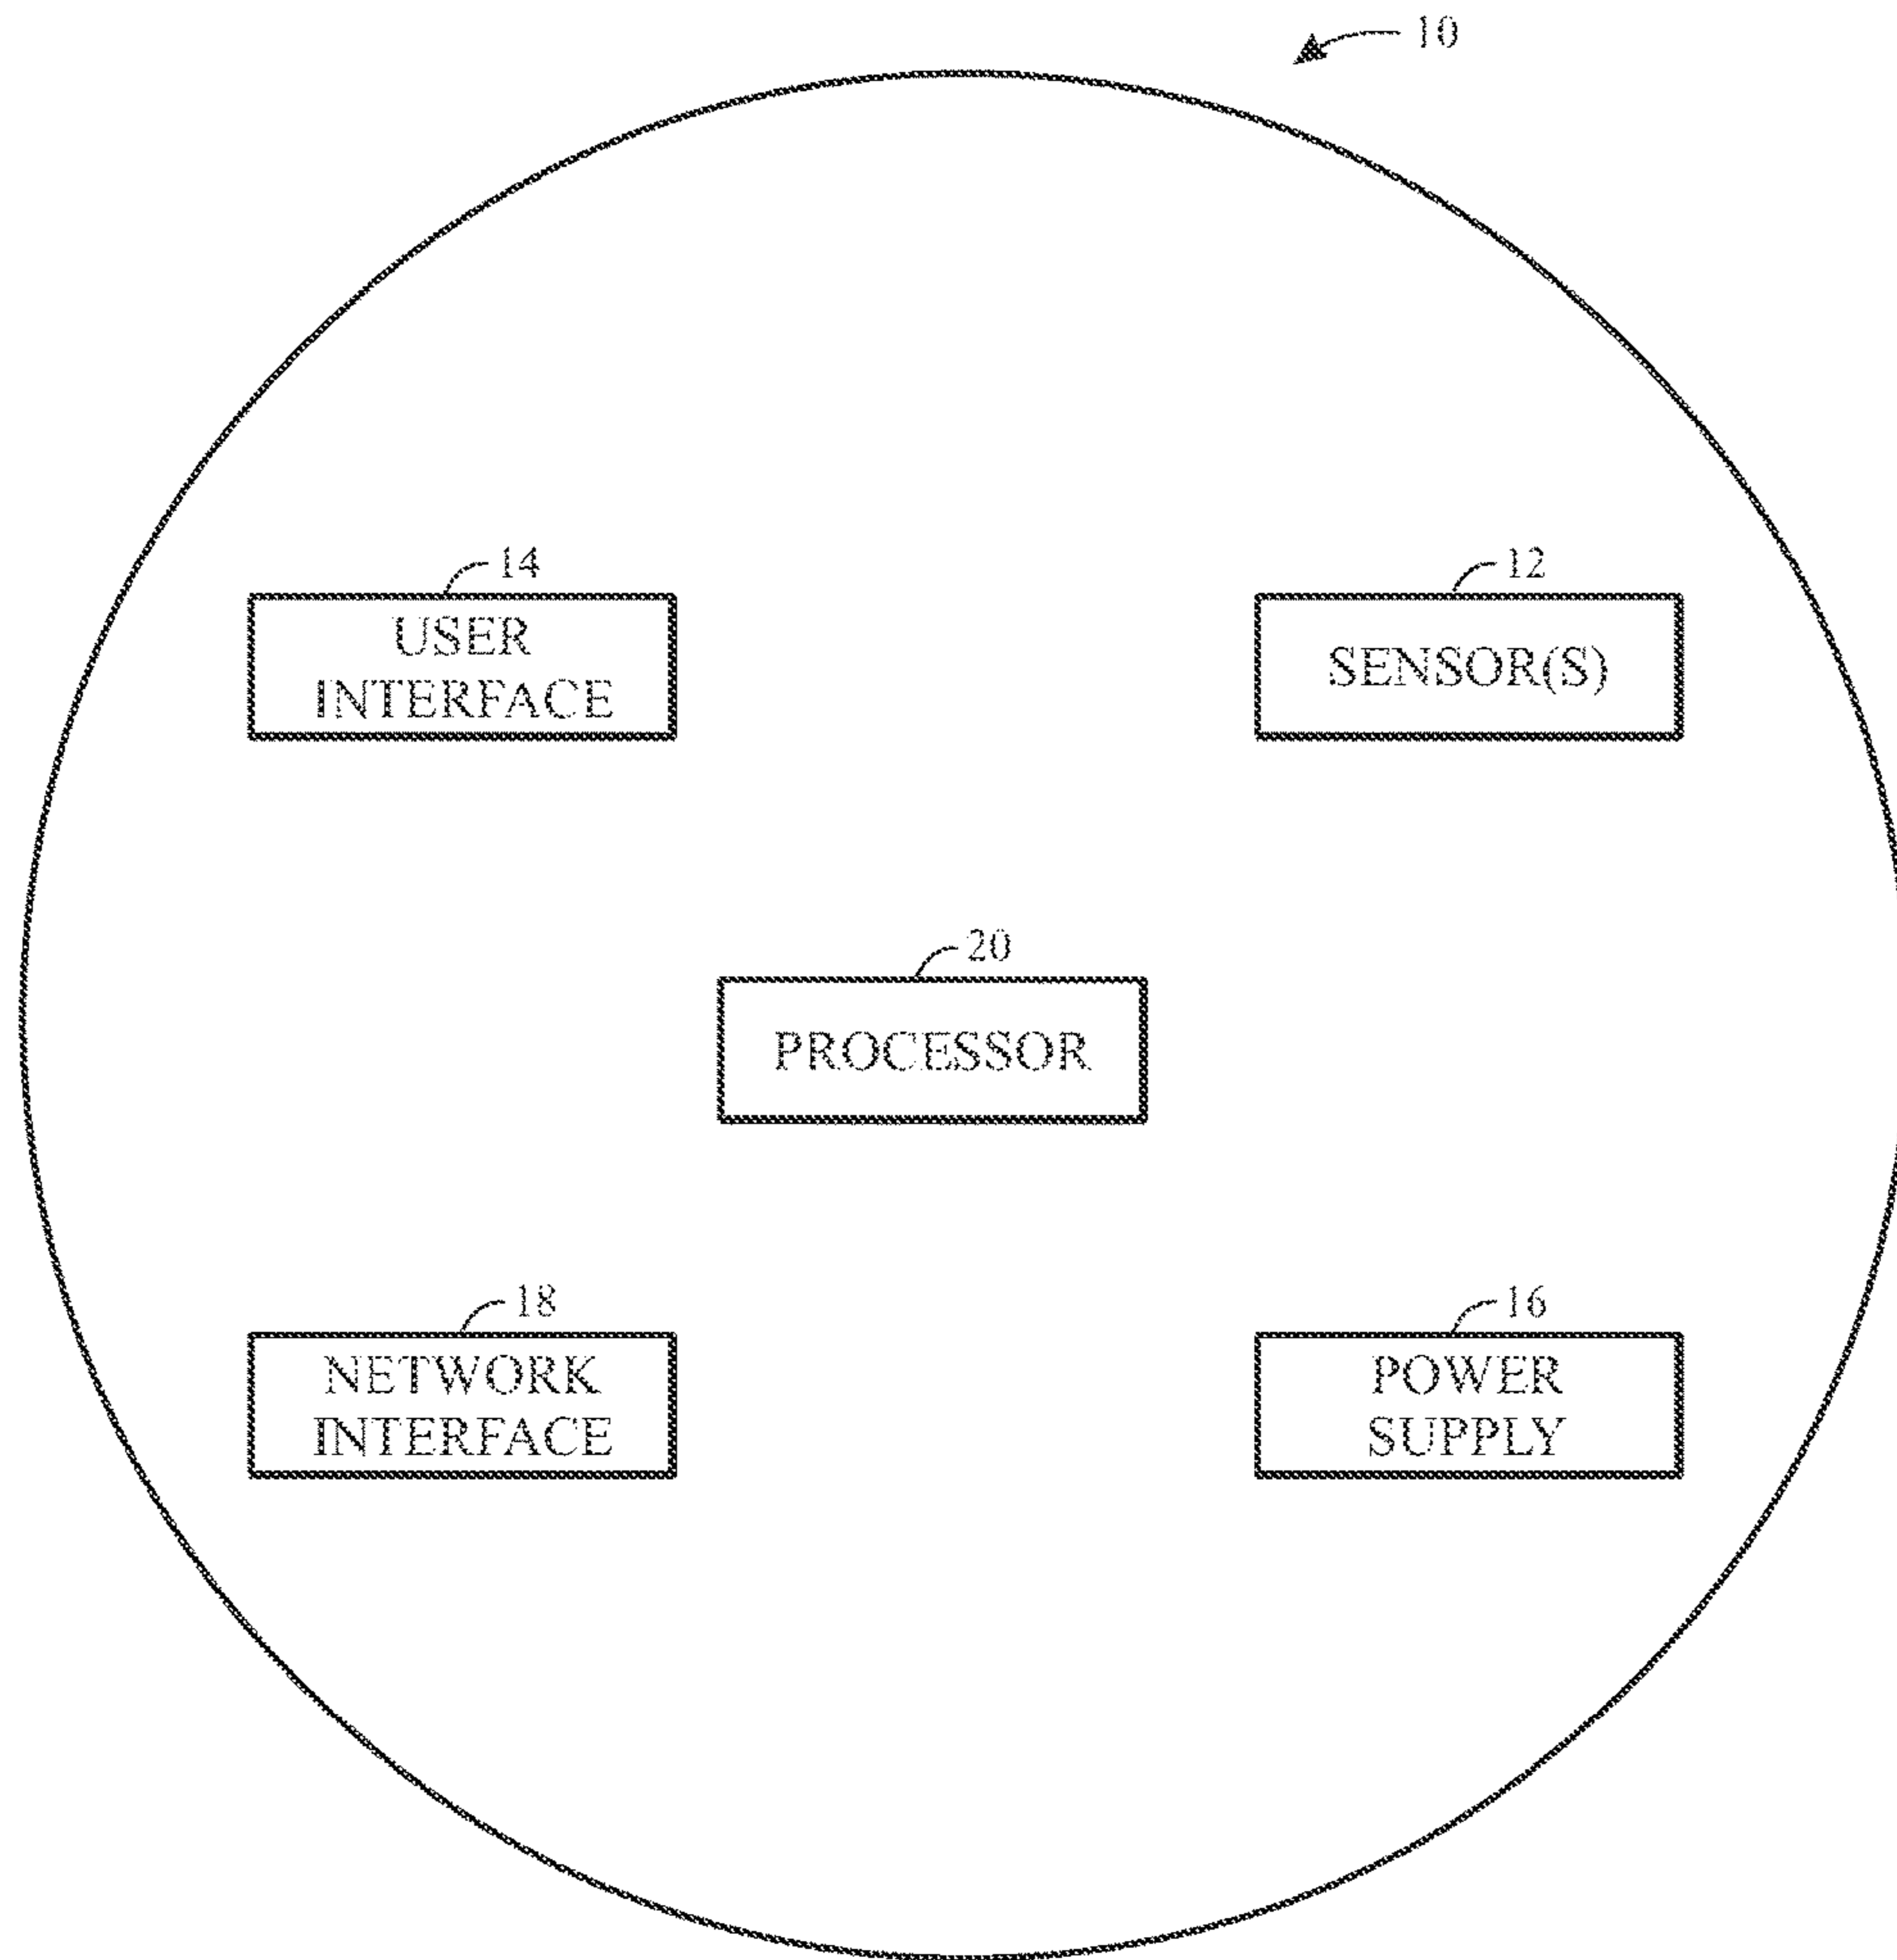 10
14
USER
INTERFACE
12
SENSOR(S)
20
PROCESSOR
18
NETWORK
INTERFACE
16
POWER
SUPPLY